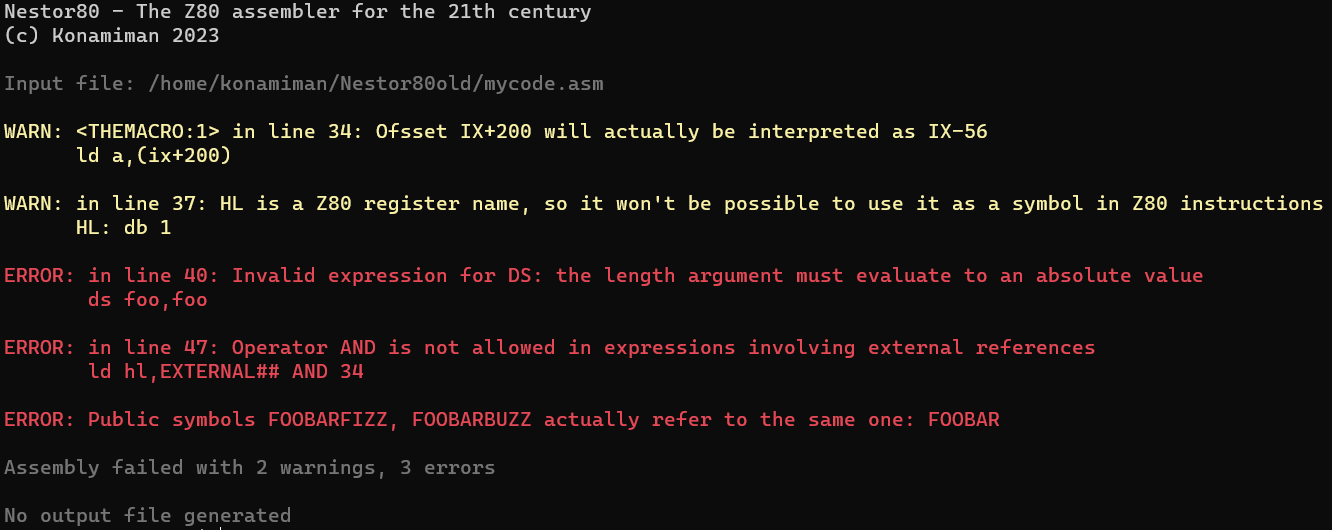 Nestor80 - The Z80 assembler for the 21th century
(c) Konamiman 2023
Input file: /home/konamiman/Nestor80old/mycode.asm
WARN: <THEMACRO:1> in line 34: Ofsset IX+200 will actually be interpreted as IX-56
ld a,(ix+200)
WARN: in line 37: HL is a Z80 register name, so it won't be possible to use it as a symbol in Z80 instructions
HL: db 1
ERROR: in line 40: Invalid expression for DS: the length argument must evaluate to an absolute value
ds foo,foo
ERROR: in line 47: Operator AND is not allowed in expressions involving external references
ld hl,EXTERNAL## AND 34
ERROR: Public symbols FOOBARFIZZ, FOOBARBUZZ actually refer to the same one: FOOBAR
Assembly failed with 2 warnings, 3 errors
No output file generated